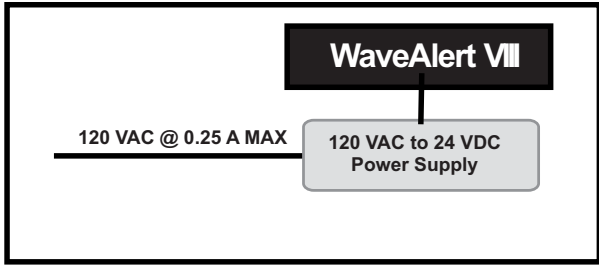 WaveAlert VIII
120 VAC @ 0.25 A MAX
120 VAC to 24 VDC
Power Supply